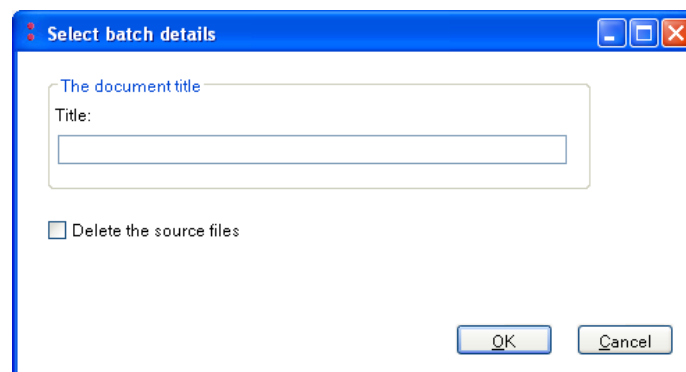 Select batch details
The document title
Title:
Delete the source files
OK
Cancel